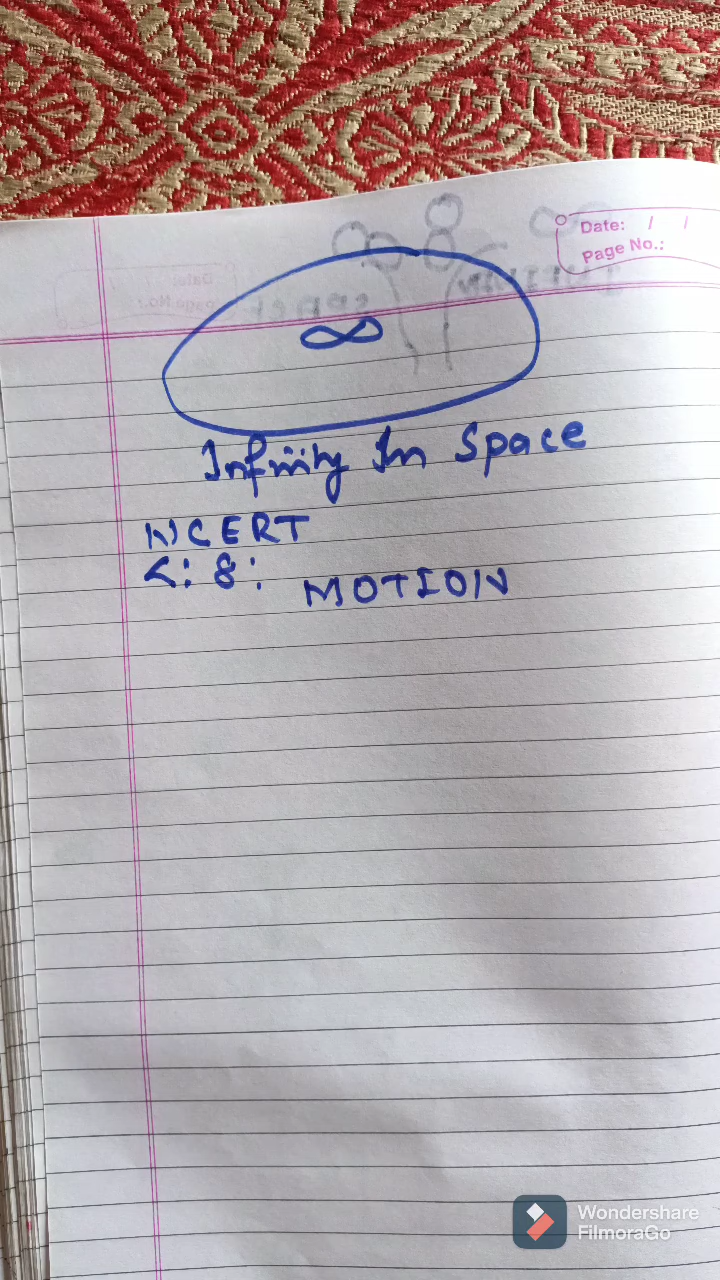 Date: / /
Page No.:
∞
Infinity In Space
NCERT
C: 8: MOTION
Wondershare
FilmoraGo